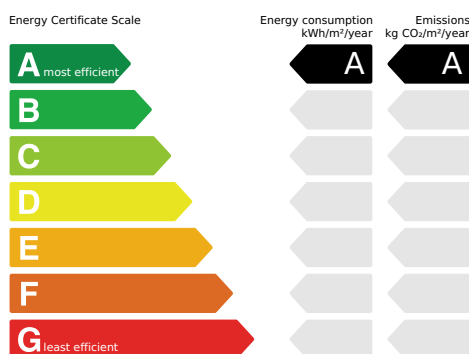 Energy Certificate Scale
Energy consumption
kWh/m²/year
Emissions
kg CO₂/m²/year
A most efficient
A
A
B
C
D
E
F
G least efficient